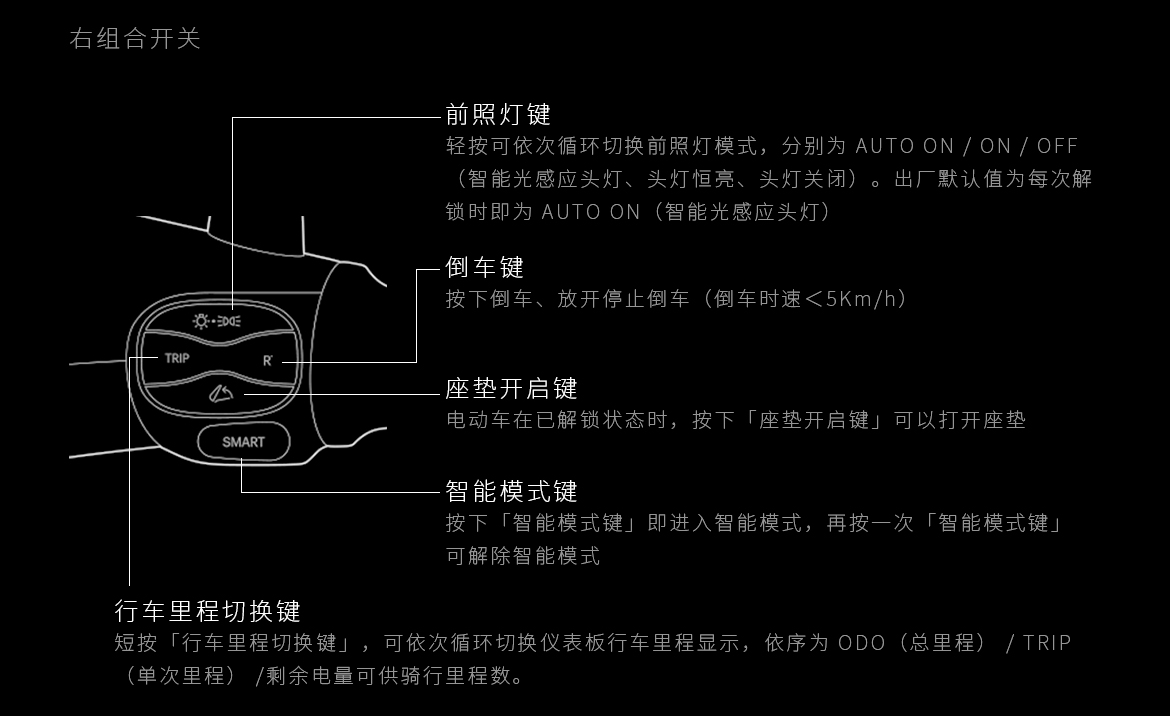 右组合开关
前照灯键
轻按可依次循环切换前照灯模式，分别为 AUTO ON / ON / OFF
（智能光感应头灯、头灯恒亮、头灯关闭）。出厂默认值为每次解
锁时即为 AUTO ON（智能光感应头灯）
倒车键
按下倒车、放开停止倒车（倒车时速＜5Km/h）
TRIP
R
座垫开启键
电动车在已解锁状态时，按下「座垫开启键」可以打开座垫
SMART
智能模式键
按下「智能模式键」即进入智能模式，再按一次「智能模式键」
可解除智能模式
行车里程切换键
短按「行车里程切换键」，可依次循环切换仪表板行车里程显示，依序为 ODO（总里程） / TRIP
（单次里程） /剩余电量可供骑行里程数。